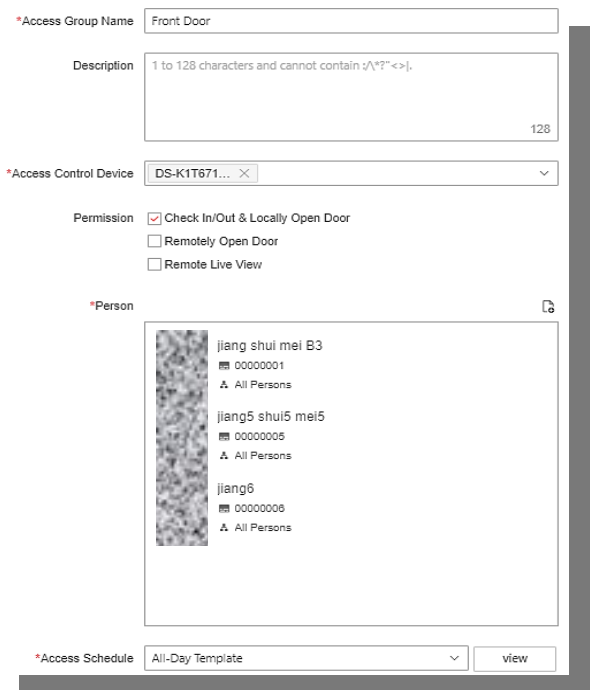 *Access Group Name Front Door
Description 1 to 128 characters and cannot contain :/\*?"<>|.
128
*Access Control Device DS-K1T671...
Permission Check In/Out & Locally Open Door
Remotely Open Door
Remote Live View
*Person
jiang shui mei B3
00000001
All Persons
jiang5 shui5 mei5
00000005
All Persons
jiang6
00000006
All Persons
*Access Schedule All-Day Template view